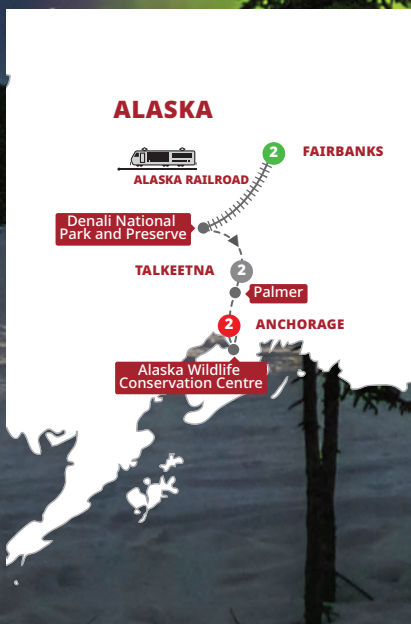 ALASKA
2
FAIRBANKS
ALASKA RAILROAD
Denali National
Park and Preserve
TALKEETNA
2
Palmer
2
ANCHORAGE
Alaska Wildlife
Conservation Centre